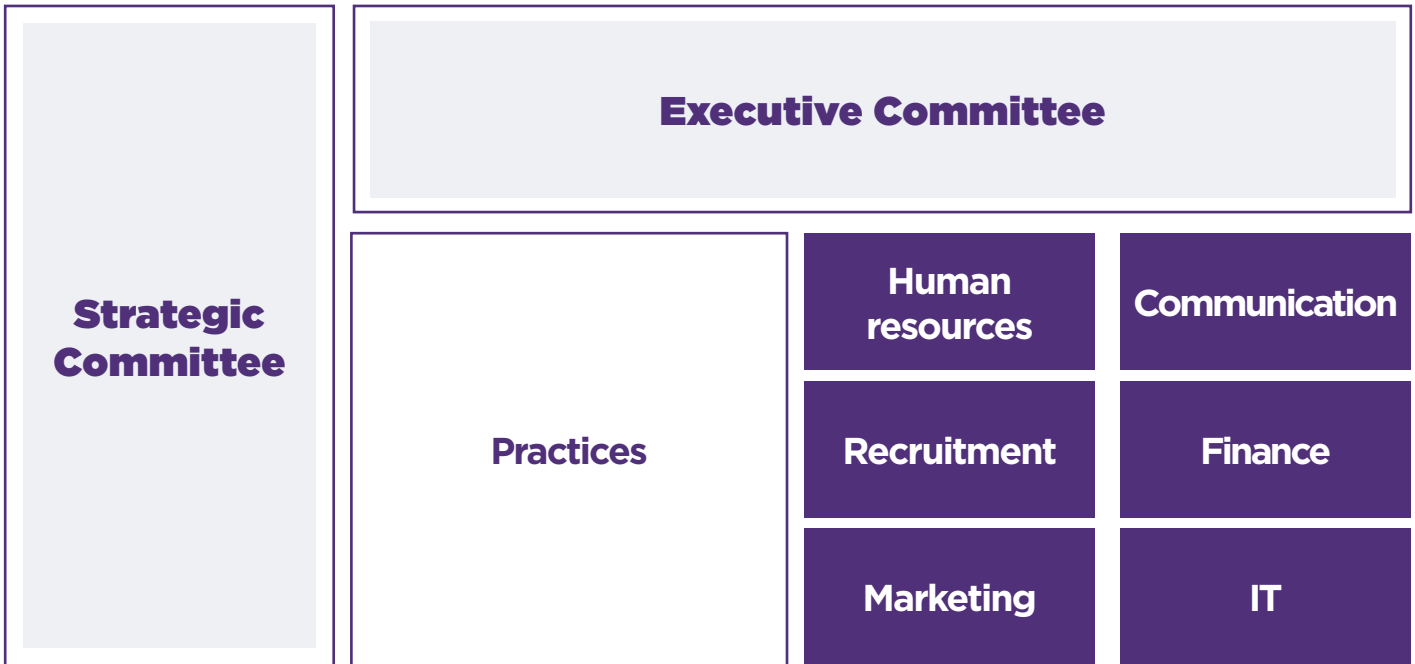 Strategic
Committee
Executive Committee
Practices
Human
resources
Communication
Recruitment
Finance
Marketing
IT